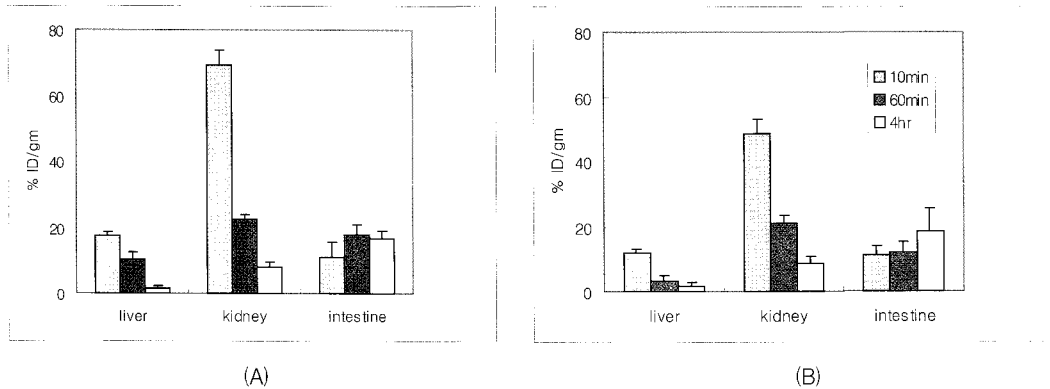 80
60
40
20
0
% ID/gm
liver
kidney
intestine
(A)
80
60
40
20
0
% ID/gm
10min
60min
4hr
liver
kidney
intestine
(B)